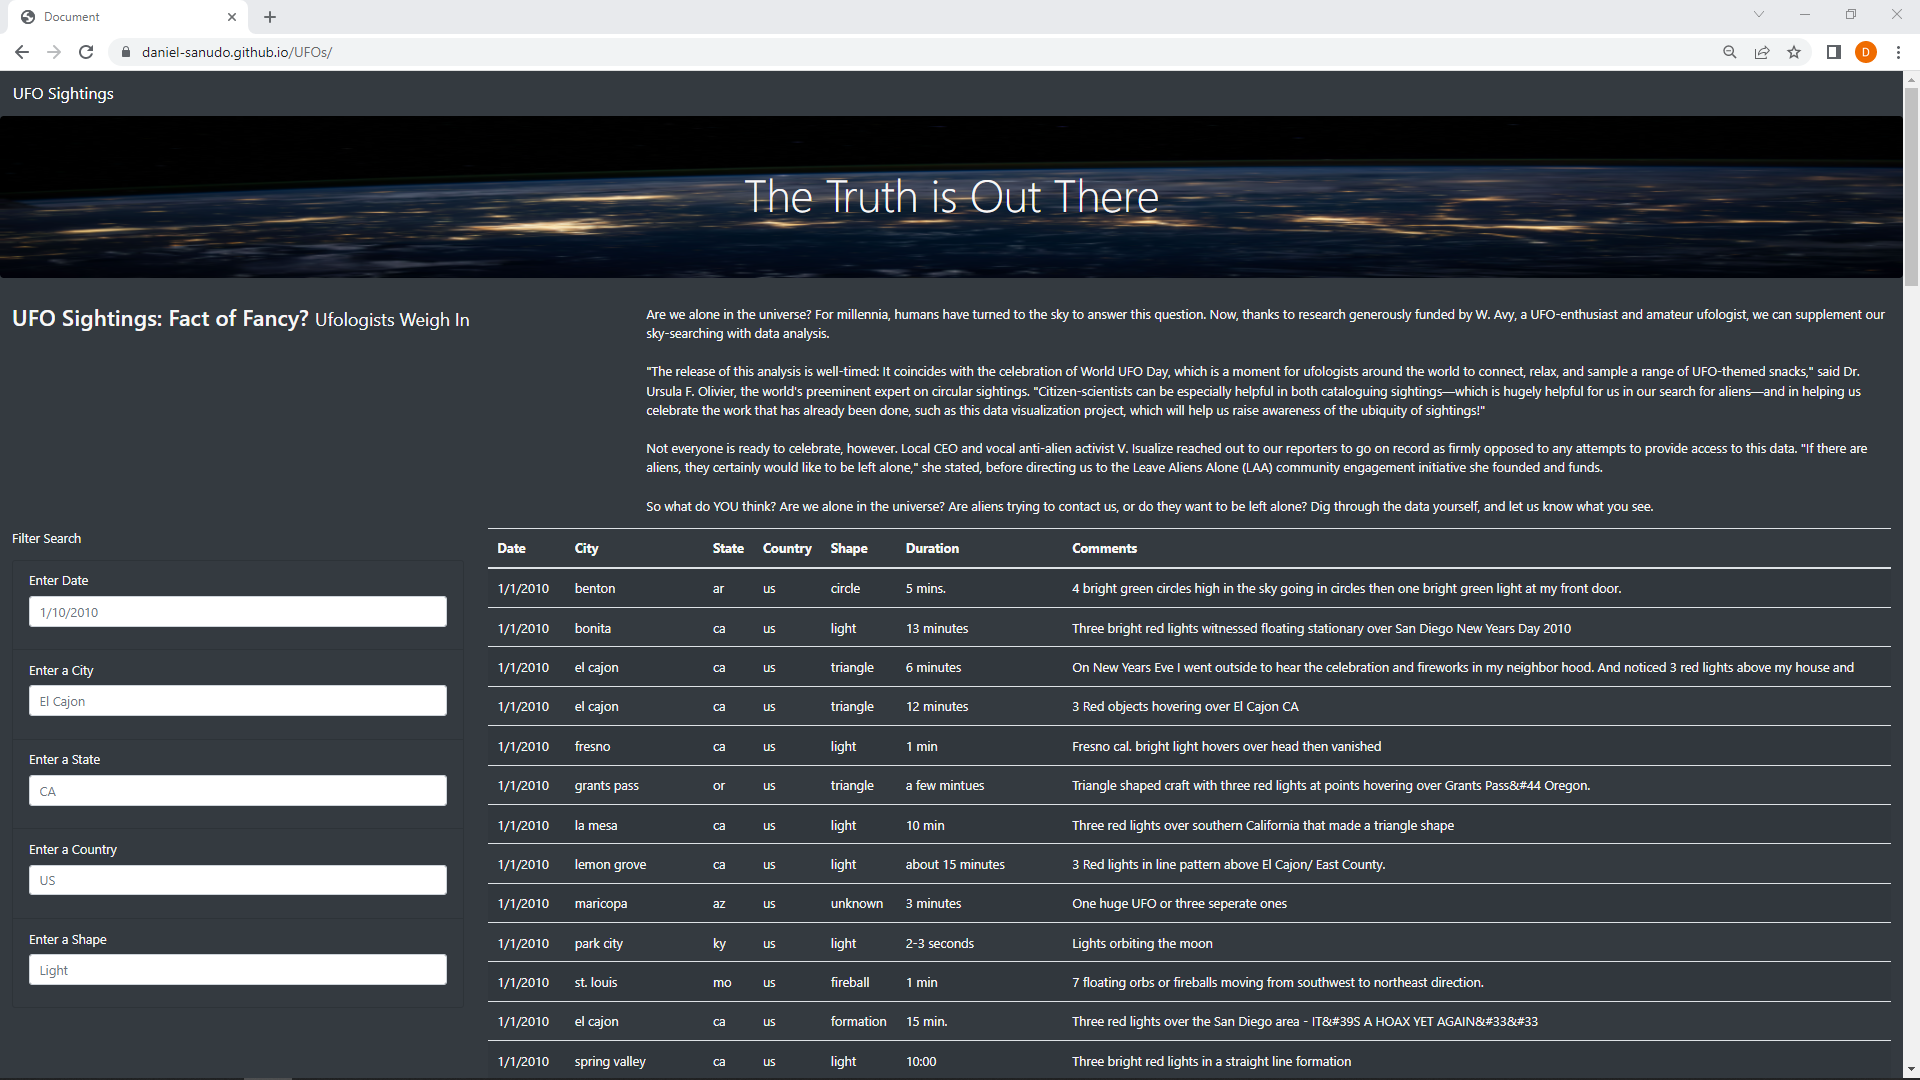 Document
daniel-sanudo.github.io/UFOs/
D
UFO Sightings
The Truth is Out There
UFO Sightings: Fact of Fancy? Ufologists Weigh In
Are we alone in the universe? For millennia, humans have turned to the sky to answer this question. Now, thanks to research generously funded by W. Avy, a UFO-enthusiast and amateur ufologist, we can supplement our
sky-searching with data analysis.
"The release of this analysis is well-timed: It coincides with the celebration of World UFO Day, which is a moment for ufologists around the world to connect, relax, and sample a range of UFO-themed snacks," said Dr.
Ursula F. Olivier, the world's preeminent expert on circular sightings. "Citizen-scientists can be especially helpful in both cataloguing sightings—which is hugely helpful for us in our search for aliens—and in helping us
celebrate the work that has already been done, such as this data visualization project, which will help us raise awareness of the ubiquity of sightings!"
Not everyone is ready to celebrate, however. Local CEO and vocal anti-alien activist V. Isualize reached out to our reporters to go on record as firmly opposed to any attempts to provide access to this data. "If there are
aliens, they certainly would like to be left alone," she stated, before directing us to the Leave Aliens Alone (LAA) community engagement initiative she founded and funds.
So what do YOU think? Are we alone in the universe? Are aliens trying to contact us, or do they want to be left alone? Dig through the data yourself, and let us know what you see.
Filter Search
Enter Date
1/10/2010
Enter a City
El Cajon
Enter a State
CA
Enter a Country
US
Enter a Shape
Light
Date City State Country Shape Duration Comments
1/1/2010 benton ar us circle 5 mins. 4 bright green circles high in the sky going in circles then one bright green light at my front door.
1/1/2010 bonita ca us light 13 minutes Three bright red lights witnessed floating stationary over San Diego New Years Day 2010
1/1/2010 el cajon ca us triangle 6 minutes On New Years Eve I went outside to hear the celebration and fireworks in my neighbor hood. And noticed 3 red lights above my house and
1/1/2010 el cajon ca us triangle 12 minutes 3 Red objects hovering over El Cajon CA
1/1/2010 fresno ca us light 1 min Fresno cal. bright light hovers over head then vanished
1/1/2010 grants pass or us triangle a few mintues Triangle shaped craft with three red lights at points hovering over Grants Pass&#44 Oregon.
1/1/2010 la mesa ca us light 10 min Three red lights over southern California that made a triangle shape
1/1/2010 lemon grove ca us light about 15 minutes 3 Red lights in line pattern above El Cajon/ East County.
1/1/2010 maricopa az us unknown 3 minutes One huge UFO or three seperate ones
1/1/2010 park city ky us light 2-3 seconds Lights orbiting the moon
1/1/2010 st. louis mo us fireball 1 min 7 floating orbs or fireballs moving from southwest to northeast direction.
1/1/2010 el cajon ca us formation 15 min. Three red lights over the San Diego area - IT&#39S A HOAX YET AGAIN&#33&#33
1/1/2010 spring valley ca us light 10:00 Three bright red lights in a straight line formation